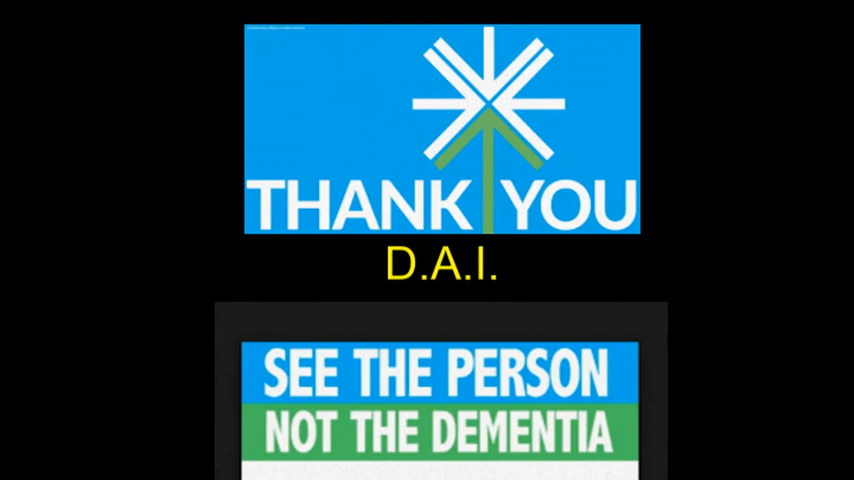 THANK YOU
D.A.I.
SEE THE PERSON
NOT THE DEMENTIA